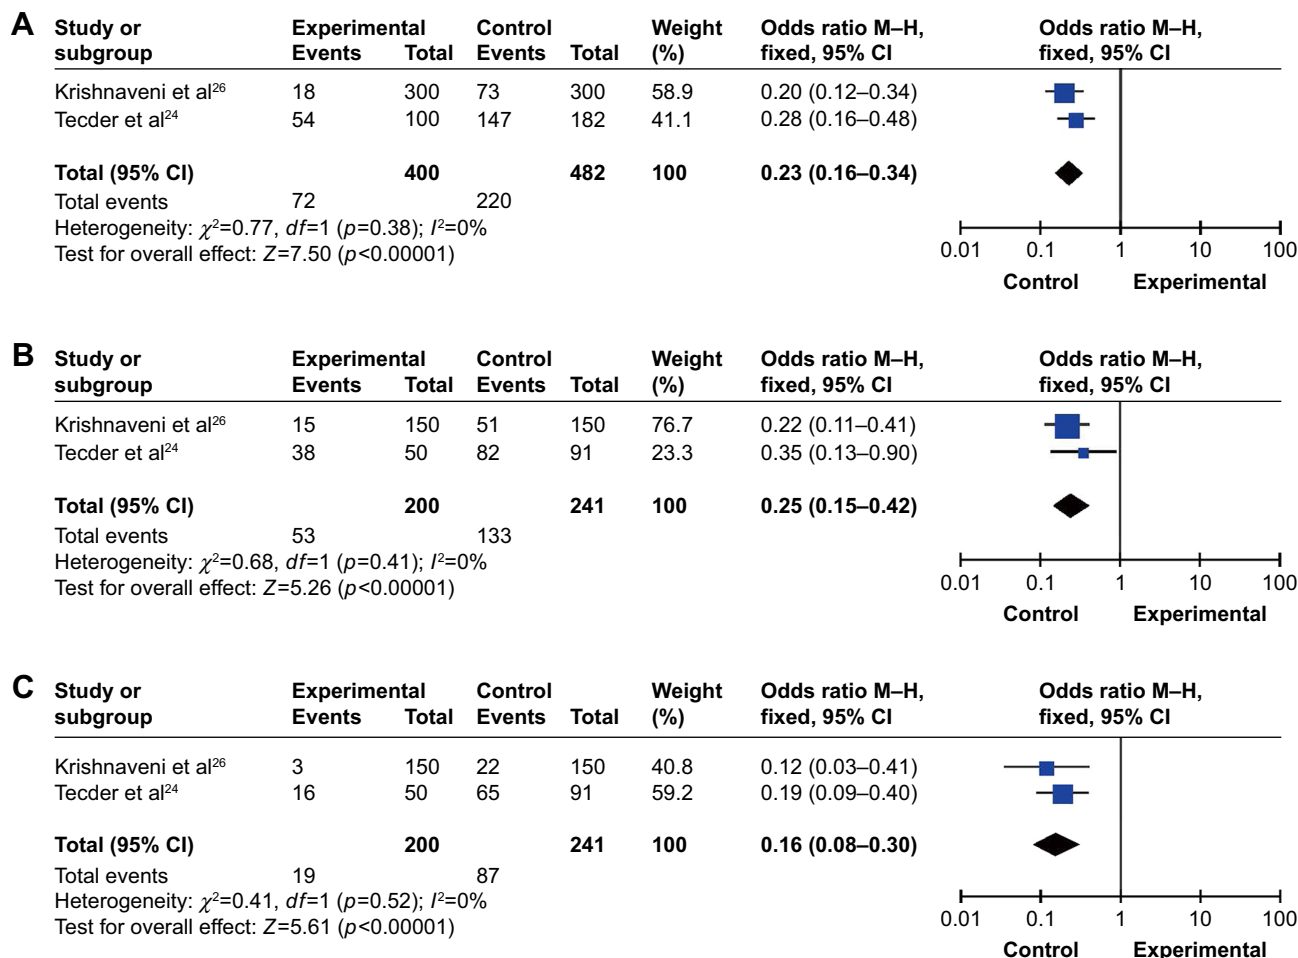 A Study or Experimental Control Weight Odds ratio M–H, Odds ratio M–H,
subgroup Events Total Events Total (%) fixed, 95% CI fixed, 95% CI
Krishnaveni et al²⁶ 18 300 73 300 58.9 0.20 (0.12–0.34)
Tecder et al²⁴ 54 100 147 182 41.1 0.28 (0.16–0.48)
Total (95% CI) 400 482 100 0.23 (0.16–0.34)
Total events 72 220
Heterogeneity: χ²=0.77, df=1 (p=0.38); I²=0%
Test for overall effect: Z=7.50 (p<0.00001)
0.01 0.1 1 10 100
Control Experimental
B Study or Experimental Control Weight Odds ratio M–H, Odds ratio M–H,
subgroup Events Total Events Total (%) fixed, 95% CI fixed, 95% CI
Krishnaveni et al²⁶ 15 150 51 150 76.7 0.22 (0.11–0.41)
Tecder et al²⁴ 38 50 82 91 23.3 0.35 (0.13–0.90)
Total (95% CI) 200 241 100 0.25 (0.15–0.42)
Total events 53 133
Heterogeneity: χ²=0.68, df=1 (p=0.41); I²=0%
Test for overall effect: Z=5.26 (p<0.00001)
0.01 0.1 1 10 100
Control Experimental
C Study or Experimental Control Weight Odds ratio M–H, Odds ratio M–H,
subgroup Events Total Events Total (%) fixed, 95% CI fixed, 95% CI
Krishnaveni et al²⁶ 3 150 22 150 40.8 0.12 (0.03–0.41)
Tecder et al²⁴ 16 50 65 91 59.2 0.19 (0.09–0.40)
Total (95% CI) 200 241 100 0.16 (0.08–0.30)
Total events 19 87
Heterogeneity: χ²=0.41, df=1 (p=0.52); I²=0%
Test for overall effect: Z=5.61 (p<0.00001)
0.01 0.1 1 10 100
Control Experimental